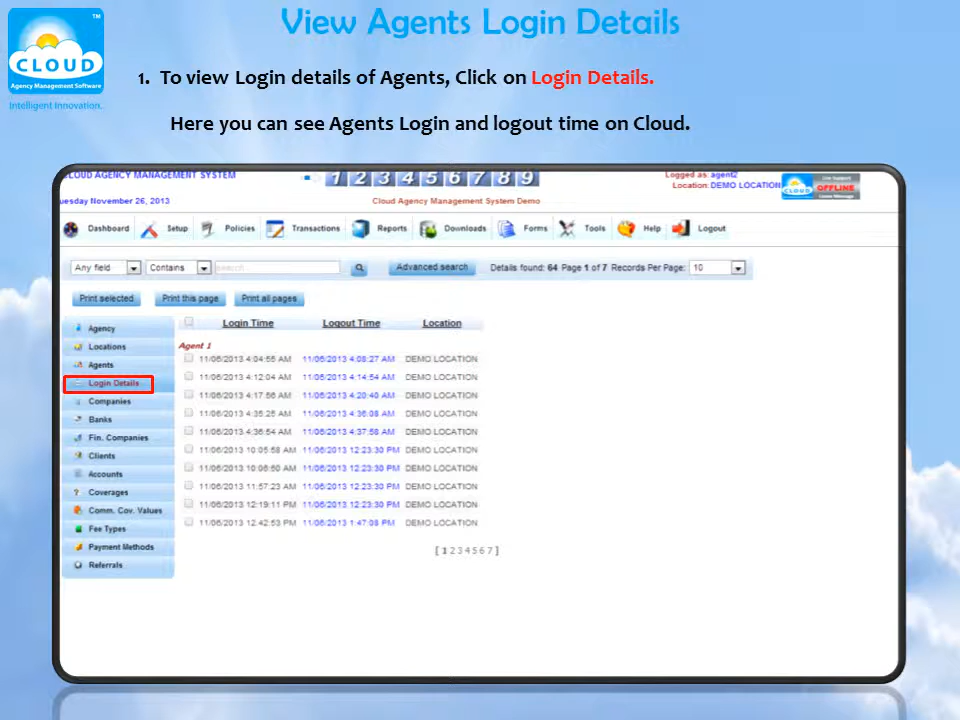 View Agents Login Details
TM
CLOUD
Agency Management Software
Intelligent Innovation.
1. To view Login details of Agents, Click on Login Details.
Here you can see Agents Login and logout time on Cloud.
CLOUD AGENCY MANAGEMENT SYSTEM
1 2 3 4 5 6 7 8 9
Logged as: agent2
Location: DEMO LOCATION
CLOUD
OFFLINE
uesday November 26, 2013
Cloud Agency Management System Demo
Dashboard Setup Policies Transactions Reports Downloads Forms Tools Help Logout
Any field Contains search Advanced search Details found: 64 Page 1 of 7 Records Per Page: 10
Print selected Print this page Print all pages
Agency
Locations
Agents
Login Details
Companies
Banks
Fin. Companies
Clients
Accounts
Coverages
Comm. Cov. Values
Fee Types
Payment Methods
Referrals
Login Time Logout Time Location
Agent 1
11/06/2013 4:04:55 AM 11/06/2013 4:08:27 AM DEMO LOCATION
11/06/2013 4:12:04 AM 11/06/2013 4:14:54 AM DEMO LOCATION
11/06/2013 4:17:56 AM 11/06/2013 4:20:40 AM DEMO LOCATION
11/06/2013 4:35:25 AM 11/06/2013 4:36:08 AM DEMO LOCATION
11/06/2013 4:36:54 AM 11/06/2013 4:37:58 AM DEMO LOCATION
11/06/2013 10:05:58 AM 11/06/2013 12:23:30 PM DEMO LOCATION
11/06/2013 10:06:50 AM 11/06/2013 12:23:30 PM DEMO LOCATION
11/06/2013 11:57:23 AM 11/06/2013 12:23:30 PM DEMO LOCATION
11/06/2013 12:19:11 PM 11/06/2013 12:23:30 PM DEMO LOCATION
11/06/2013 12:42:53 PM 11/06/2013 1:47:08 PM DEMO LOCATION
[ 1 2 3 4 5 6 7 ]